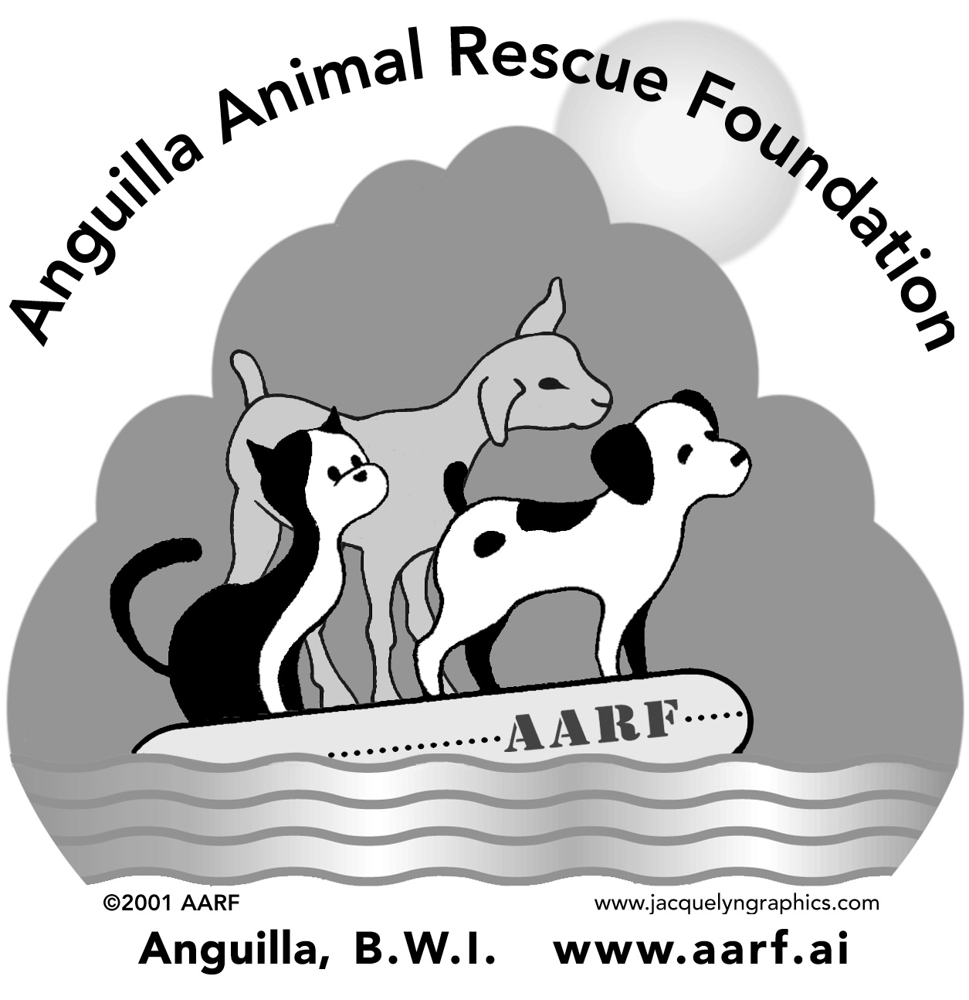 Anguilla Animal Rescue Foundation
AARF
©2001 AARF
www.jacquelyngraphics.com
Anguilla, B.W.I.
www.aarf.ai